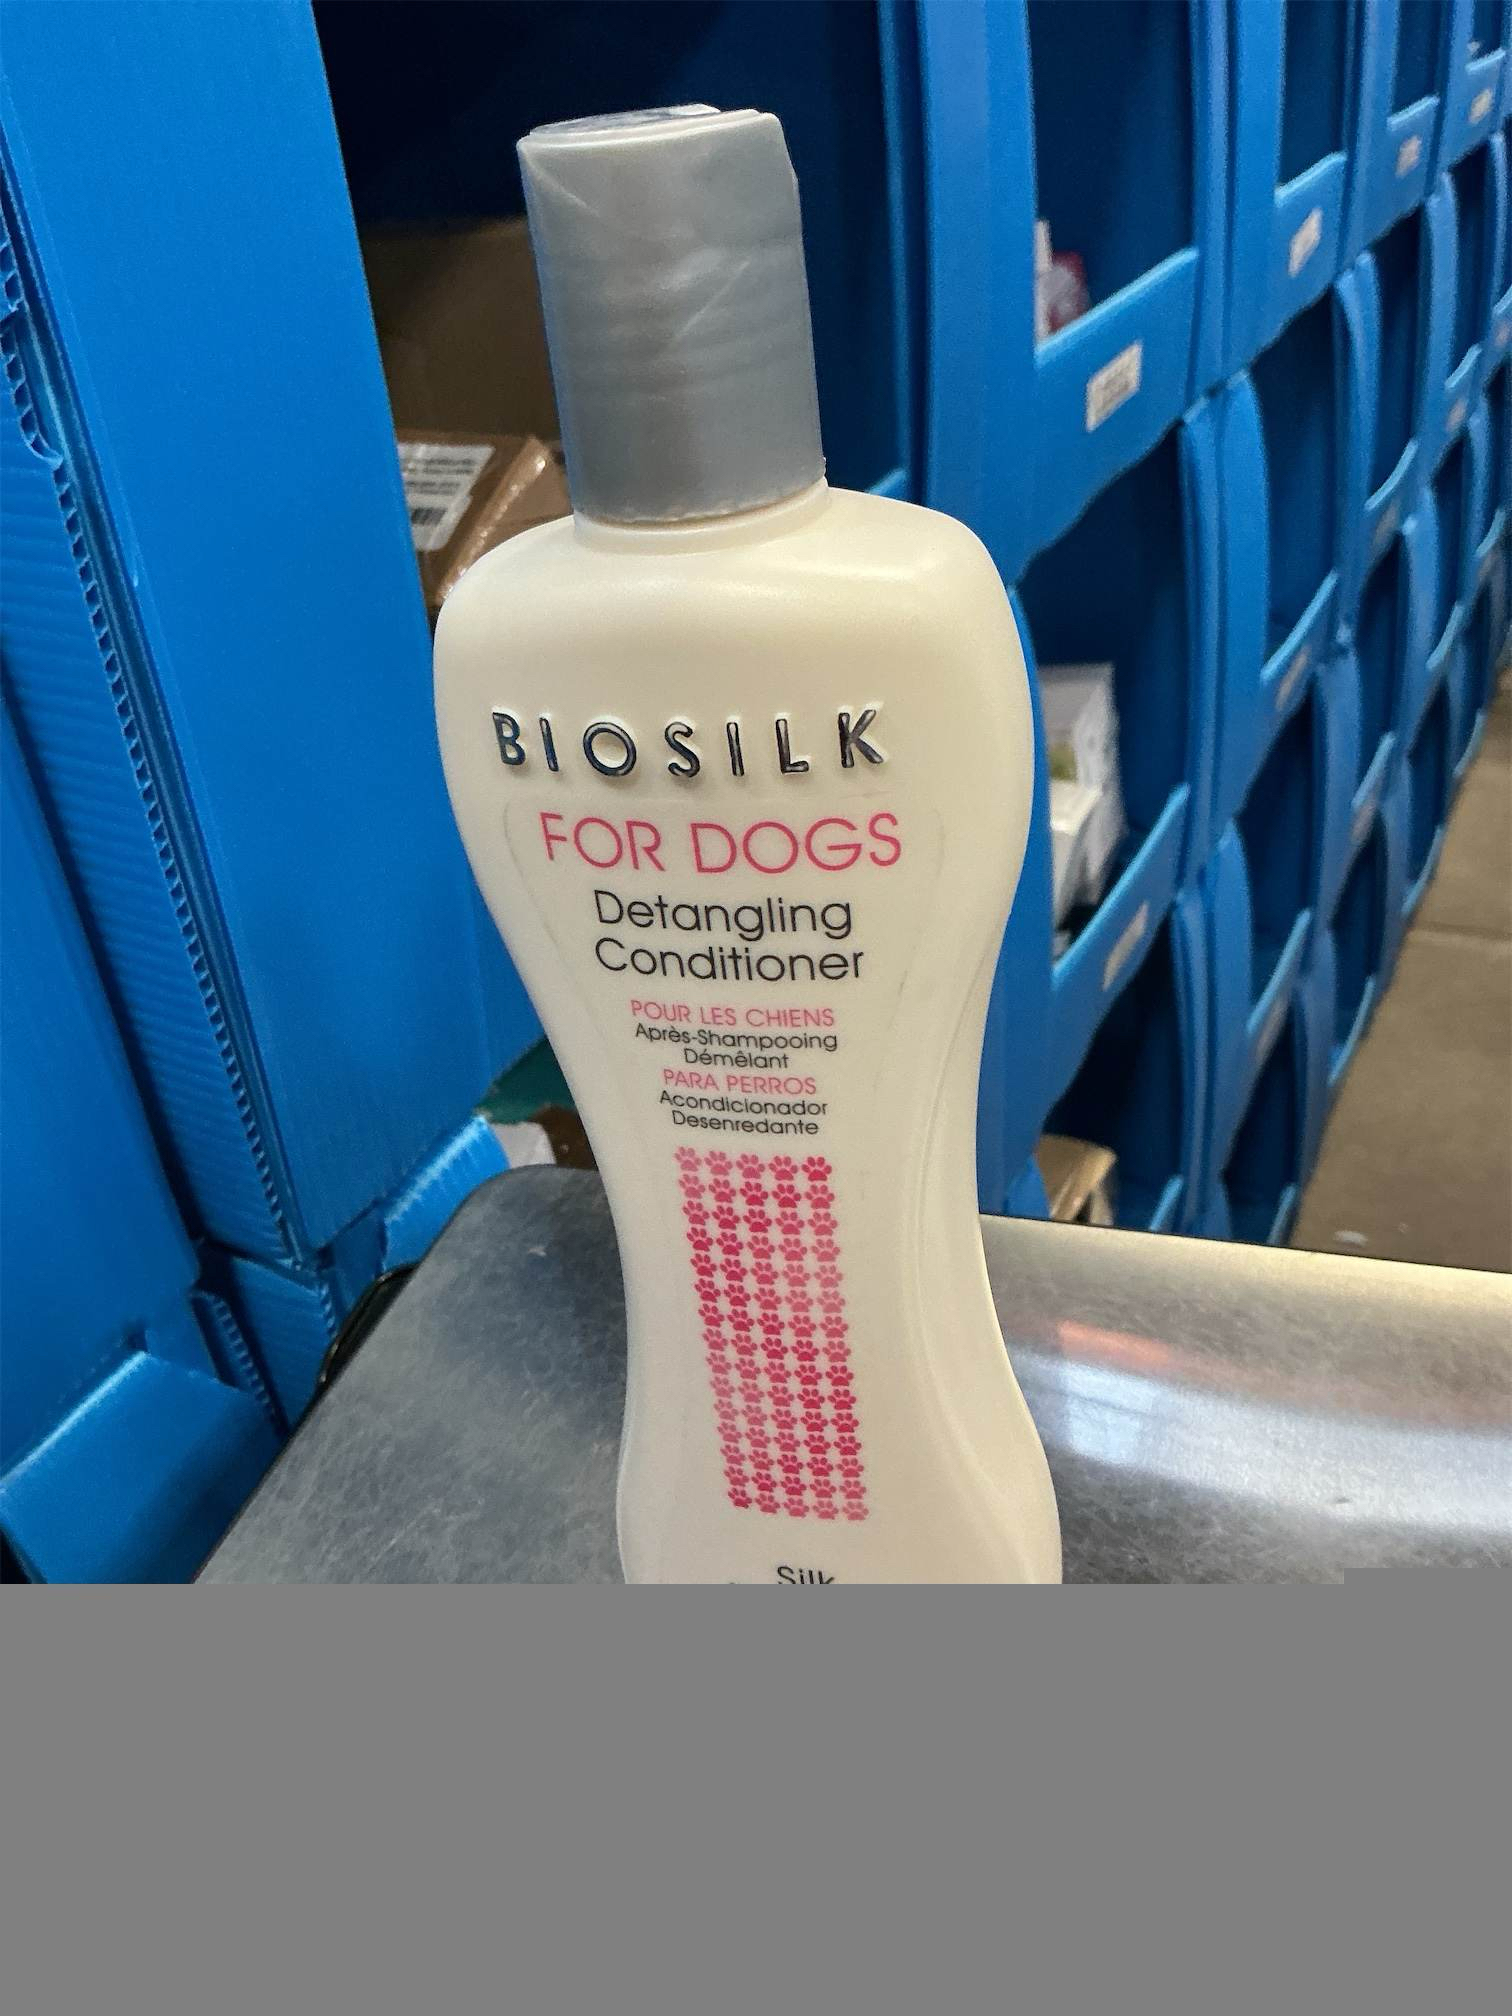 BIOSILK
FOR DOGS
Detangling
Conditioner
POUR LES CHIENS
Après-Shampooing
Démêlant
PARA PERROS
Acondicionador
Desenredante
Silk